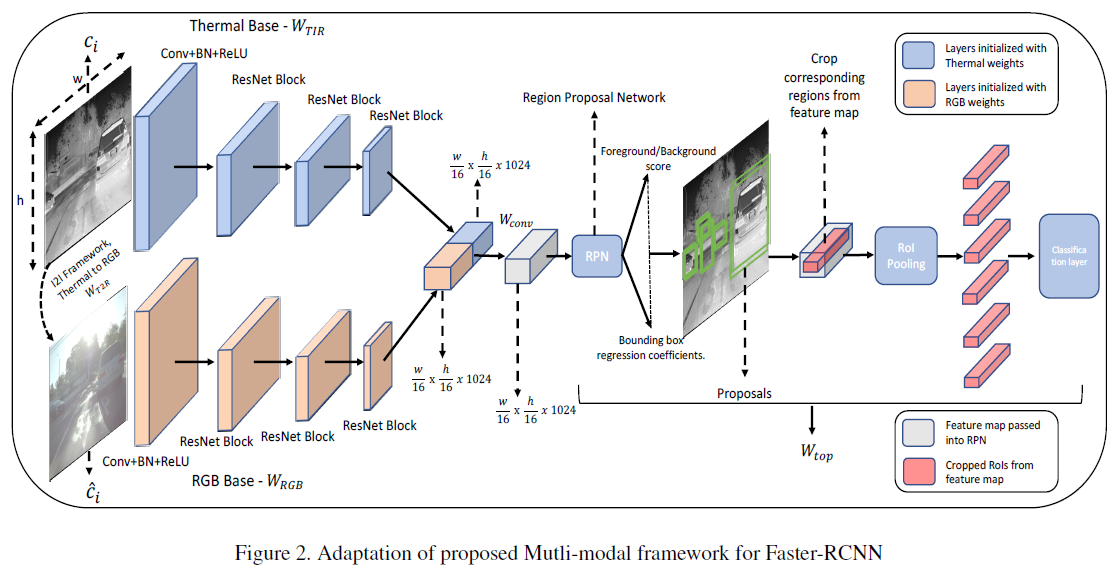 Thermal Base - W_TIR
c_i
w
h
Conv+BN+ReLU
ResNet Block
ResNet Block
ResNet Block
I2I Framework,
Thermal to RGB
W_T2R
ĉ_i
Conv+BN+ReLU
ResNet Block
ResNet Block
ResNet Block
RGB Base - W_RGB
w/16 x h/16 x 1024
W_conv
w/16 x h/16 x 1024
w/16 x h/16 x 1024
Region Proposal Network
RPN
Foreground/Background
score
Bounding box
regression coefficients.
Proposals
Crop
corresponding
regions from
feature map
RoI
Pooling
Classifica
tion layer
W_top
Layers initialized with
Thermal weights
Layers initialized with
RGB weights
Feature map passed
into RPN
Cropped RoIs from
feature map
Figure 2. Adaptation of proposed Mutli-modal framework for Faster-RCNN